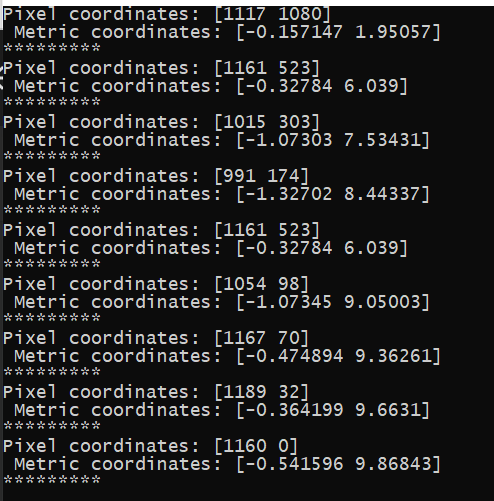 Pixel coordinates: [1117 1080]
Metric coordinates: [-0.157147 1.95057]
*********
Pixel coordinates: [1161 523]
Metric coordinates: [-0.32784 6.039]
*********
Pixel coordinates: [1015 303]
Metric coordinates: [-1.07303 7.53431]
*********
Pixel coordinates: [991 174]
Metric coordinates: [-1.32702 8.44337]
*********
Pixel coordinates: [1161 523]
Metric coordinates: [-0.32784 6.039]
*********
Pixel coordinates: [1054 98]
Metric coordinates: [-1.07345 9.05003]
*********
Pixel coordinates: [1167 70]
Metric coordinates: [-0.474894 9.36261]
*********
Pixel coordinates: [1189 32]
Metric coordinates: [-0.364199 9.6631]
*********
Pixel coordinates: [1160 0]
Metric coordinates: [-0.541596 9.86843]
*********